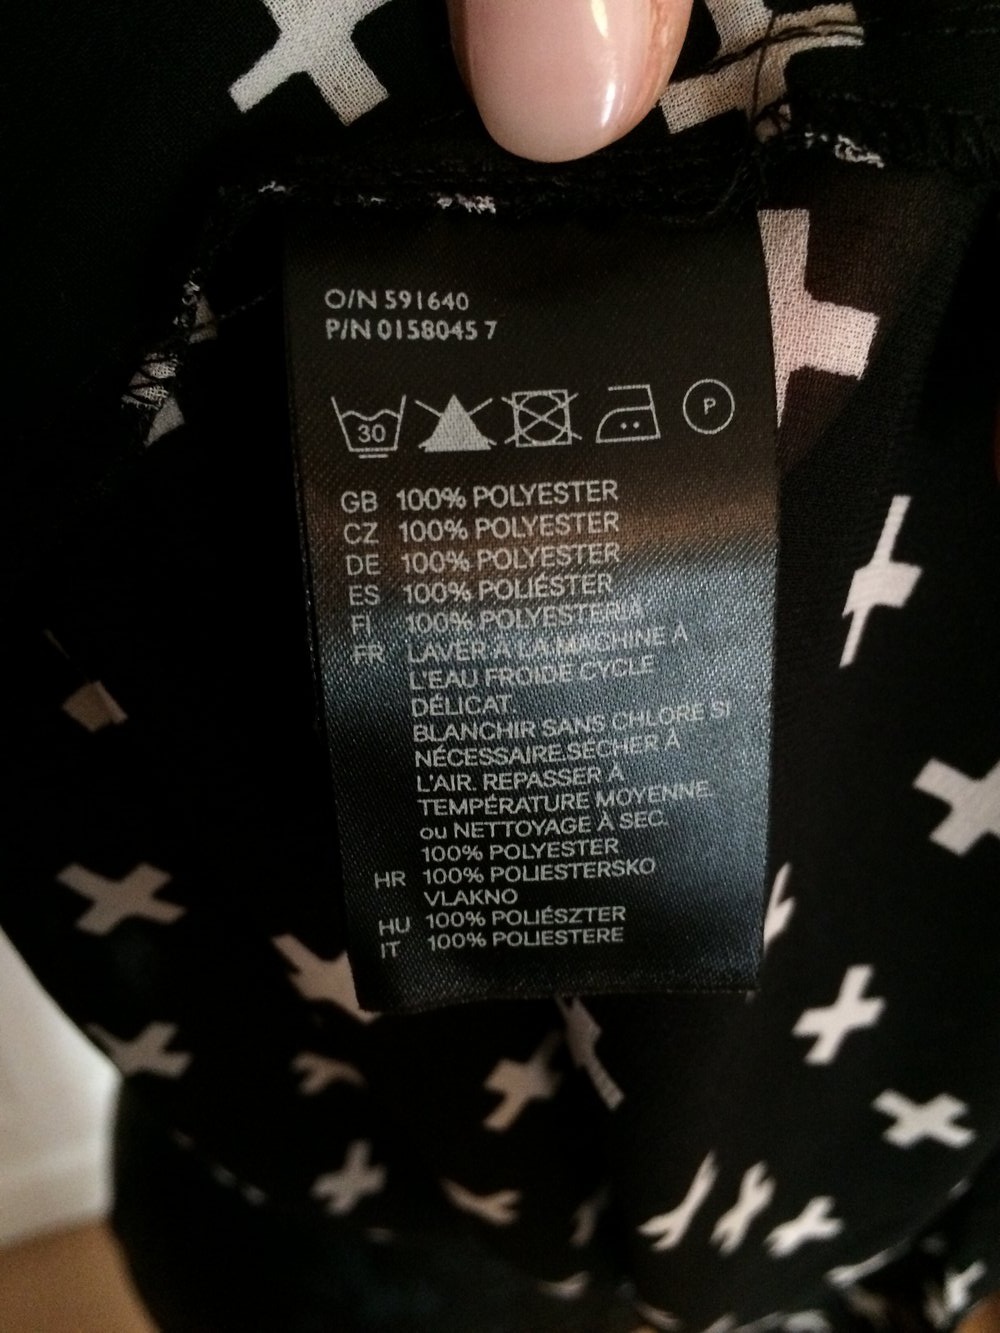 O/N 591640
P/N 0158045 7
30 P
GB 100% POLYESTER
CZ 100% POLYESTER
DE 100% POLYESTER
ES 100% POLIÉSTER
FI 100% POLYESTERIÄ
FR LAVER À LA MACHINE À
L'EAU FROIDE CYCLE
DÉLICAT
BLANCHIR SANS CHLORE SI
NÉCESSAIRE.SÉCHER À
L'AIR. REPASSER À
TEMPÉRATURE MOYENNE.
ou NETTOYAGE À SEC.
100% POLYESTER
HR 100% POLIESTERSKO
VLAKNO
HU 100% POLIÉSZTER
IT 100% POLIESTERE